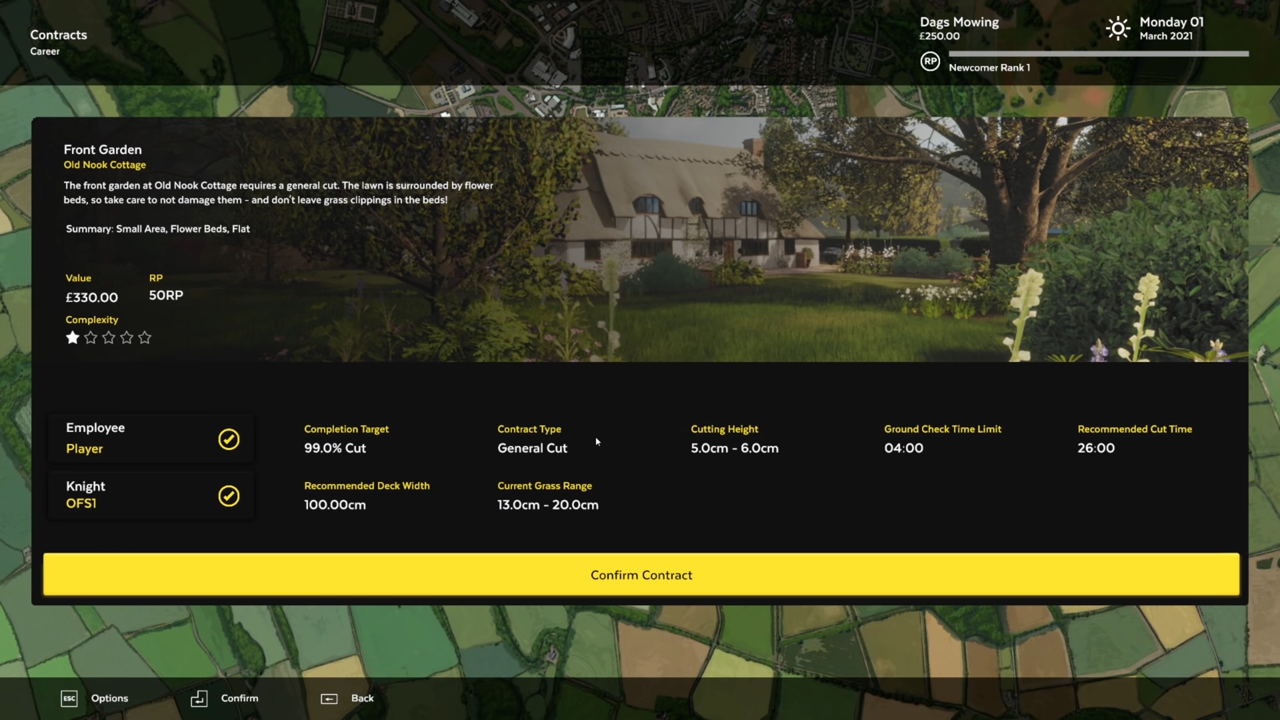 Contracts
Career
Dags Mowing
£250.00
Monday 01
March 2021
RP
Newcomer Rank 1
Front Garden
Old Nook Cottage
The front garden at Old Nook Cottage requires a general cut. The lawn is surrounded by flower
beds, so take care to not damage them - and don't leave grass clippings in the beds!
Summary: Small Area, Flower Beds, Flat
Value
RP
£330.00
50RP
Complexity
Employee
Player
Completion Target
99.0% Cut
Contract Type
General Cut
Cutting Height
5.0cm - 6.0cm
Ground Check Time Limit
04:00
Recommended Cut Time
26:00
Knight
OFS1
Recommended Deck Width
100.00cm
Current Grass Range
13.0cm - 20.0cm
Confirm Contract
ESC
Options
Confirm
Back